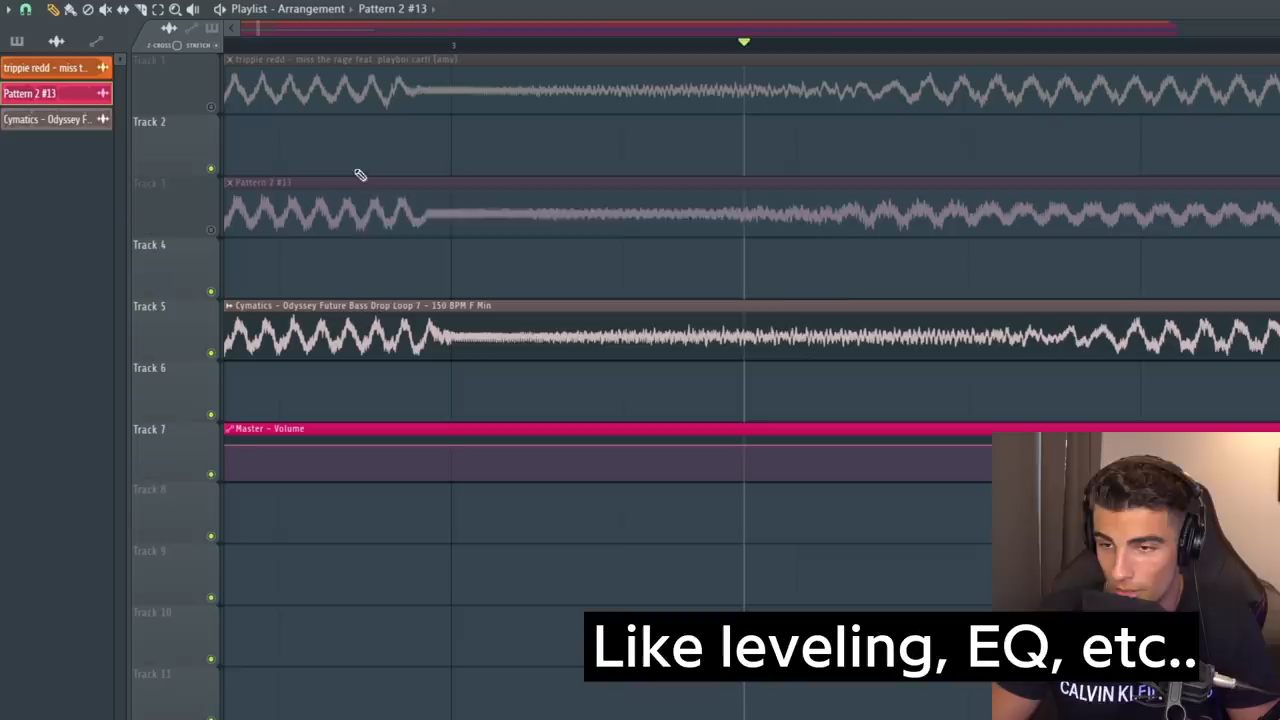 Playlist - Arrangement › Pattern 2 #13 ›
Z-CROSS STRETCH
3
trippie redd - miss t..
Pattern 2 #13
Cymatics - Odyssey F..
Track 1
trippie redd - miss the rage feat. playboi carti (amv)
Track 2
Track 3
Pattern 2 #13
Track 4
Track 5
Cymatics - Odyssey Future Bass Drop Loop 7 - 150 BPM F Min
Track 6
Track 7
Master - Volume
Track 8
Track 9
Track 10
Track 11
Like leveling, EQ, etc..
CALVIN KLEIN